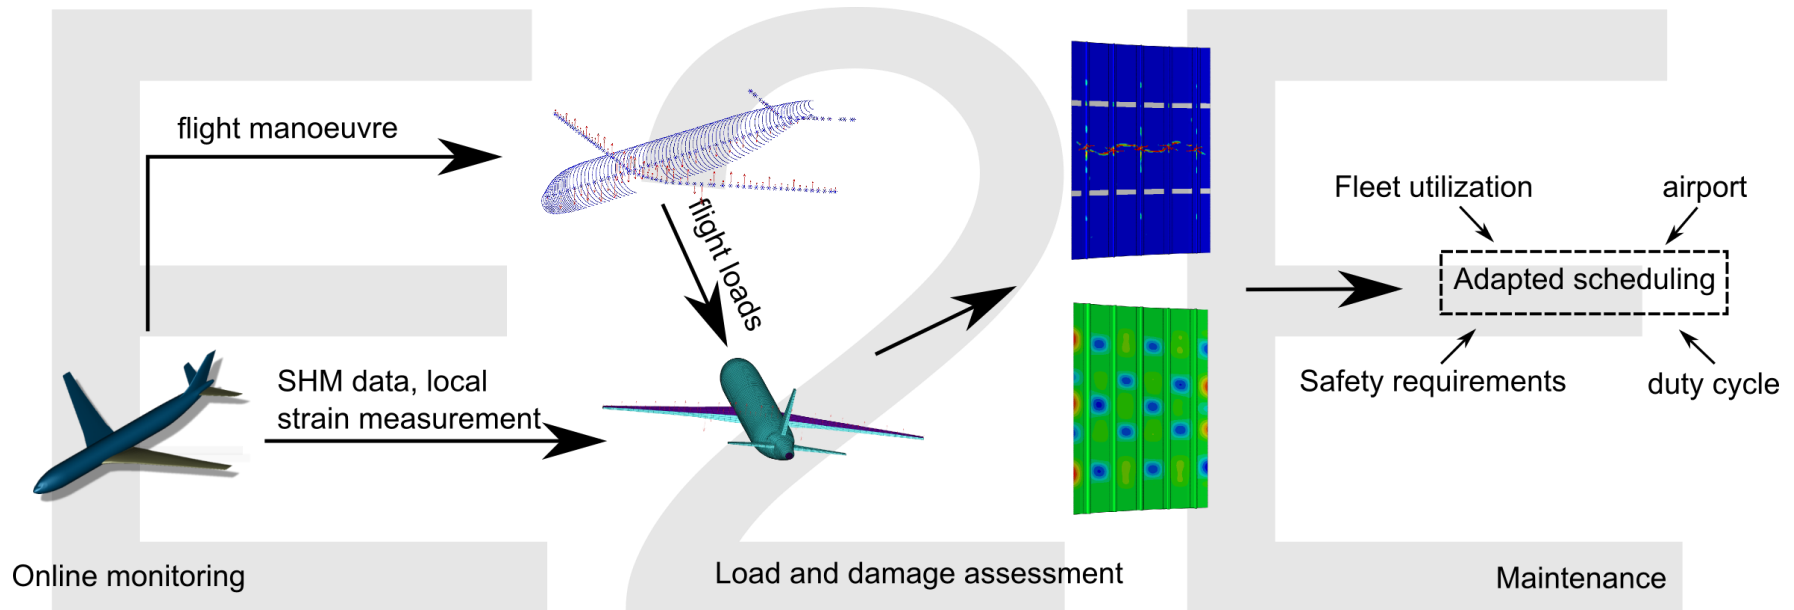 E2E
flight manoeuvre
flight loads
SHM data, local
strain measurement
Fleet utilization
airport
Adapted scheduling
Safety requirements
duty cycle
Online monitoring
Load and damage assessment
Maintenance